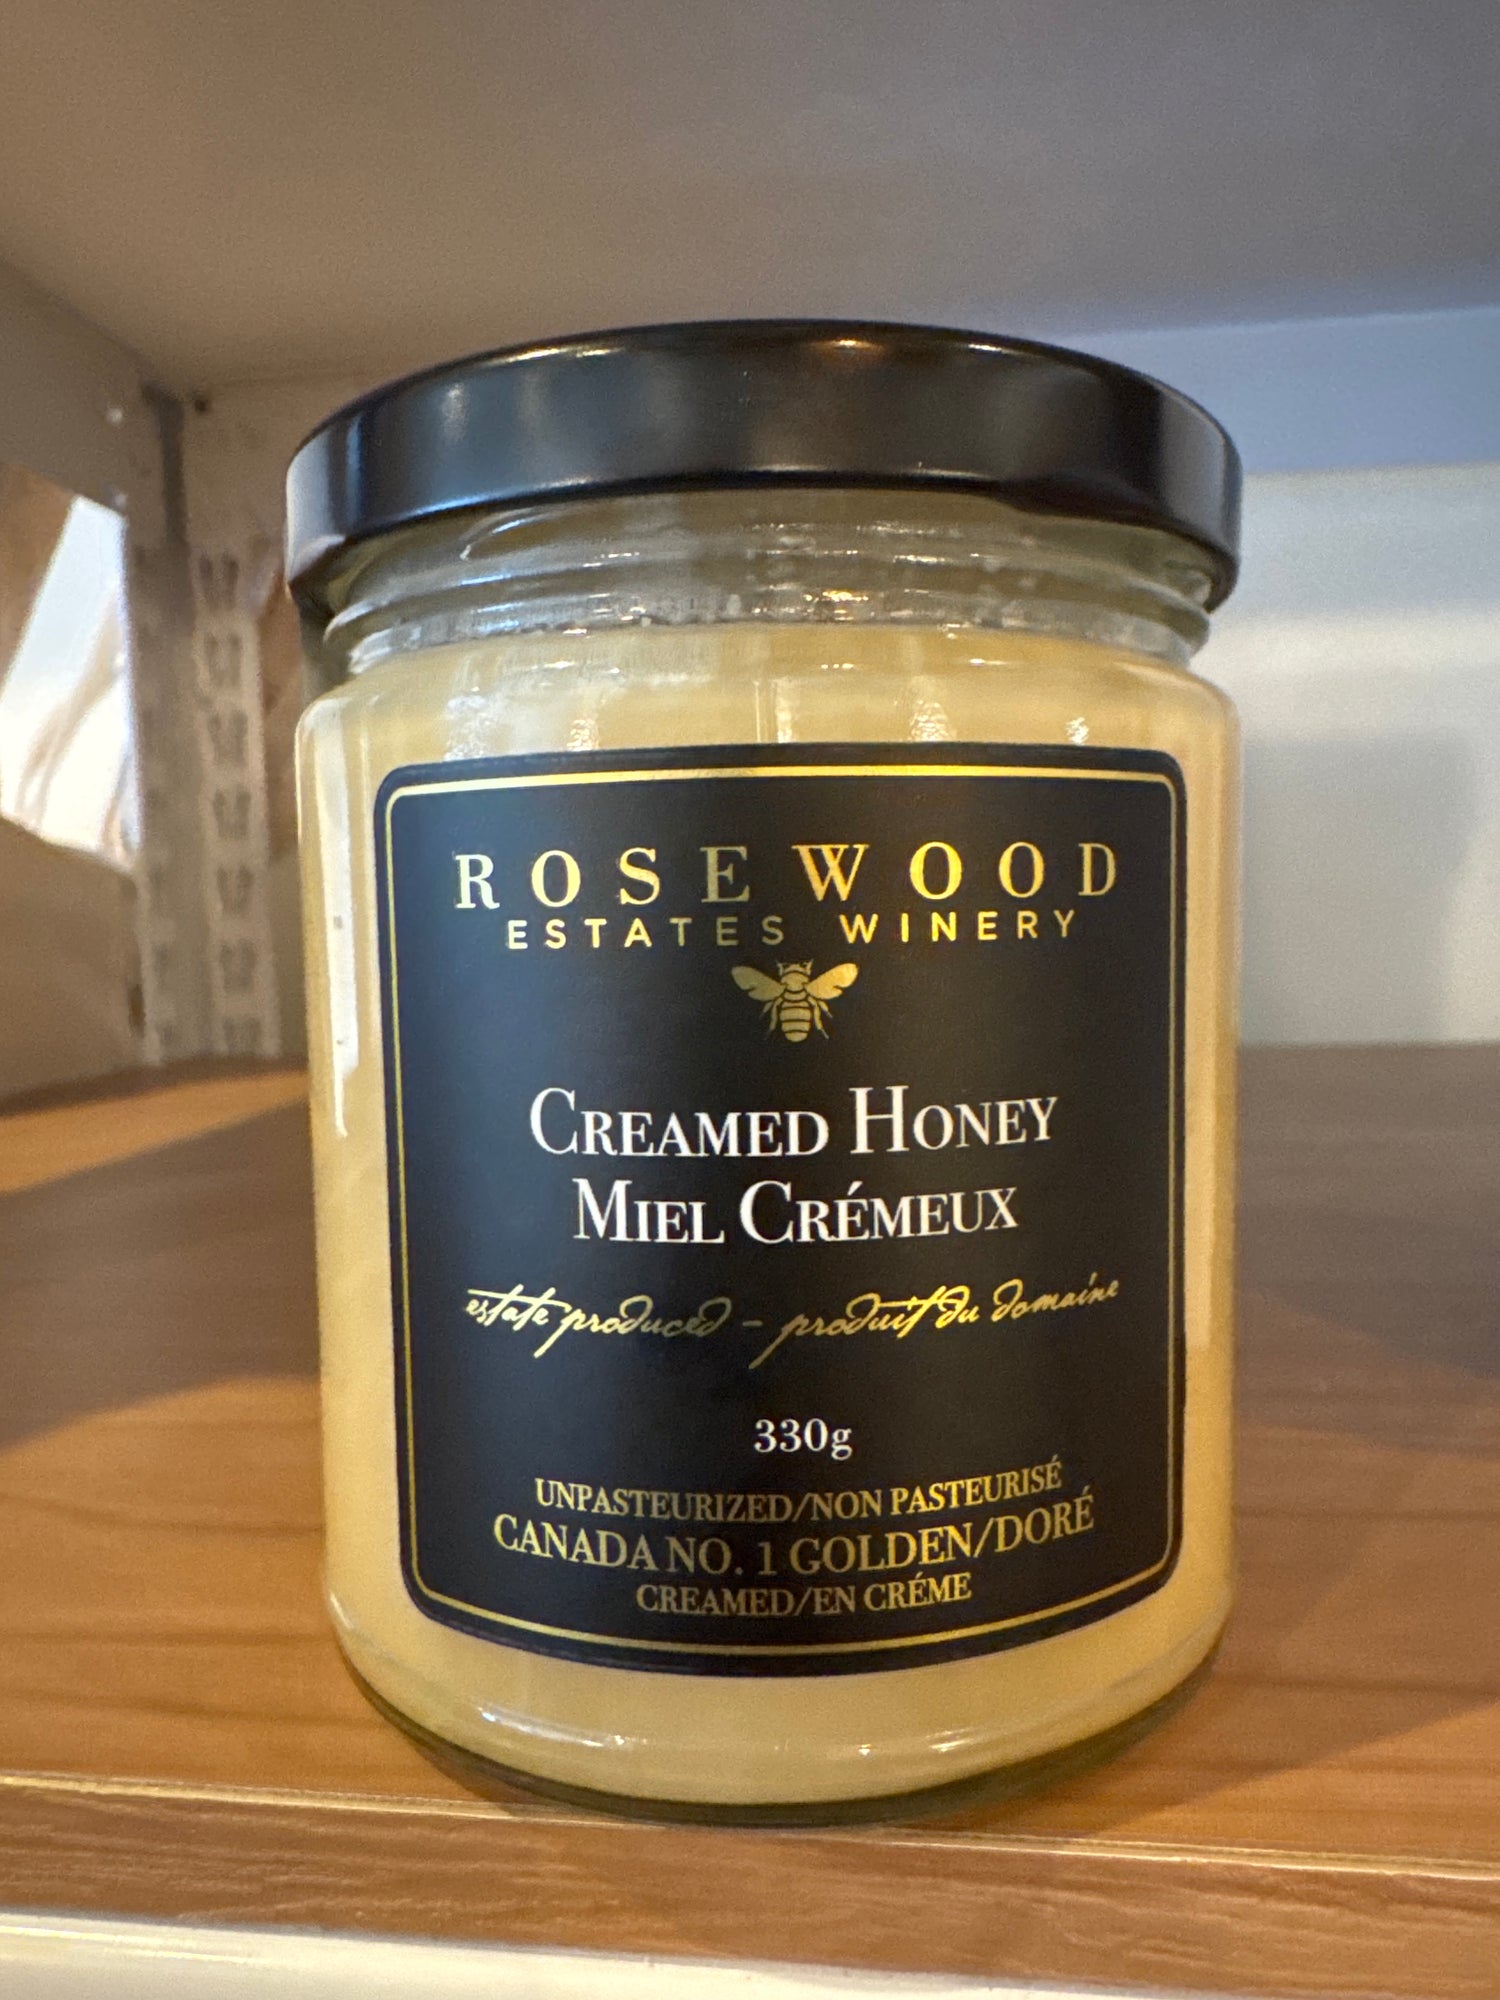 ROSEWOOD
ESTATES WINERY
CREAMED HONEY
MIEL CRÉMEUX
estate produced - produit du domaine
330g
UNPASTEURIZED/NON PASTEURISÉ
CANADA NO. 1 GOLDEN/DORÉ
CREAMED/EN CRÉME